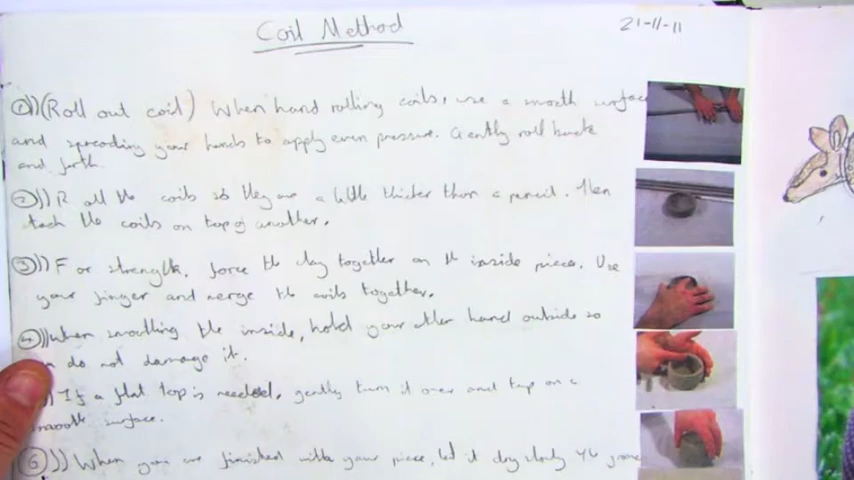 Coil Method
21-11-11
1)) (Roll out coil) When hand rolling coils, use a smooth surface
and spreading your hands to apply even pressure. Gently roll back
and forth.
2)) R all the coils so they are a little thicker than a pencil. Then
the coils on top of another.
3)) F or strength, force the clay together on the inside piece. Use
your finger and merge the coils together.
4)) When smoothing the inside, hold your other hand outside so
do not damage it.
)) If a flat top is needed, gently turn it over and tap on a
smooth surface.
6)) When you are finished with your piece, let it dry slowly